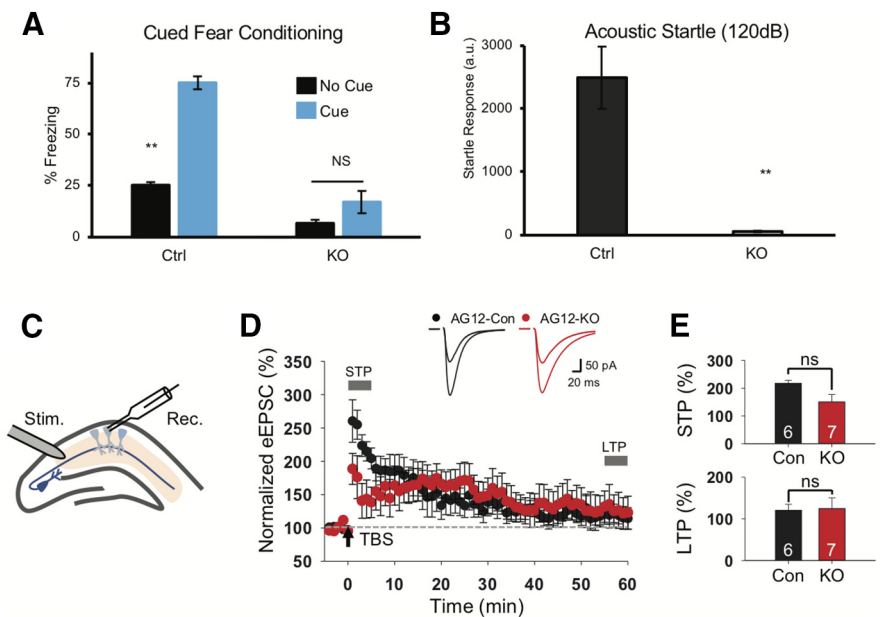 A
Cued Fear Conditioning
% Freezing
75
50
25
0
**
NS
No Cue
Cue
Ctrl
KO
B
Acoustic Startle (120dB)
Startle Response (a.u.)
3000
2000
1000
0
**
Ctrl
KO
C
Stim.
Rec.
D
AG12-Con
AG12-KO
50 pA
20 ms
Normalized eEPSC (%)
350
300
250
200
150
100
50
STP
LTP
TBS
0 10 20 30 40 50 60
Time (min)
E
STP (%)
300
200
100
0
ns
6
7
Con
KO
LTP (%)
200
100
0
ns
6
7
Con
KO